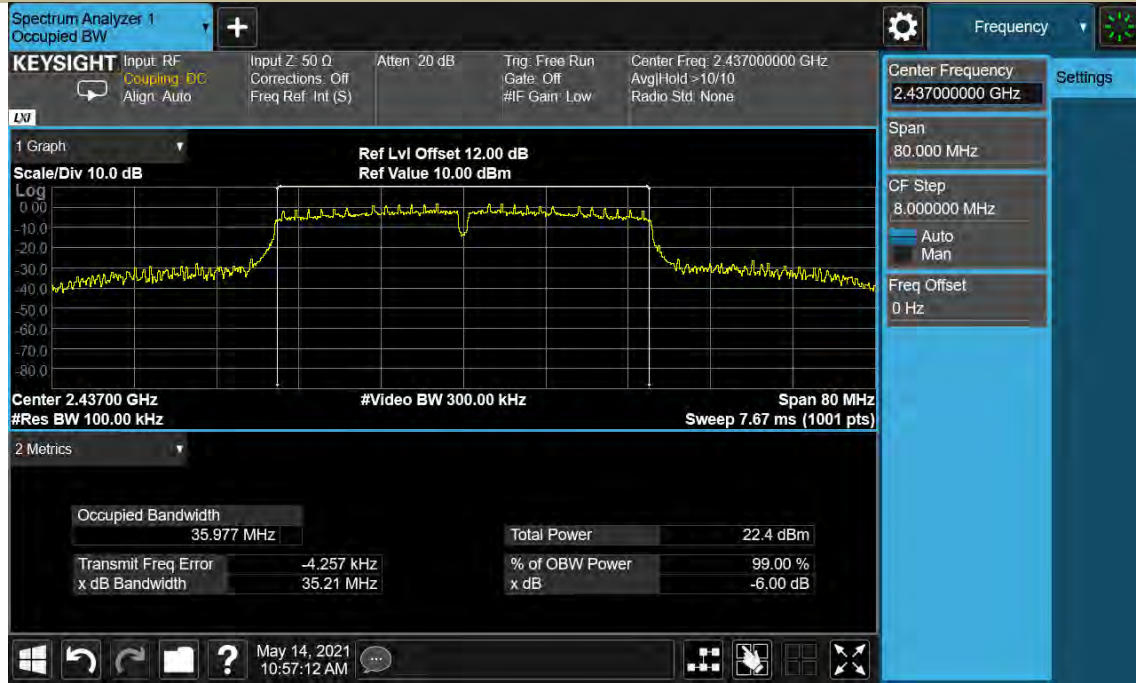 Spectrum Analyzer 1
Occupied BW
+
Frequency
KEYSIGHT
Input: RF
Coupling: DC
Align: Auto
Input Z: 50 Ω
Corrections: Off
Freq Ref: Int (S)
Atten: 20 dB
Trig: Free Run
Gate: Off
#IF Gain: Low
Center Freq: 2.437000000 GHz
Avg|Hold:>10/10
Radio Std: None
LXI
Center Frequency
2.437000000 GHz
Settings
Span
80.000 MHz
CF Step
8.000000 MHz
Auto
Man
Freq Offset
0 Hz
1 Graph
Scale/Div 10.0 dB
Ref Lvl Offset 12.00 dB
Ref Value 10.00 dBm
Log
0.00
-10.0
-20.0
-30.0
-40.0
-50.0
-60.0
-70.0
-80.0
Center 2.43700 GHz
#Video BW 300.00 kHz
Span 80 MHz
#Res BW 100.00 kHz
Sweep 7.67 ms (1001 pts)
2 Metrics
Occupied Bandwidth
35.977 MHz
Total Power 22.4 dBm
Transmit Freq Error -4.257 kHz
% of OBW Power 99.00 %
x dB Bandwidth 35.21 MHz
x dB -6.00 dB
?
May 14, 2021
10:57:12 AM